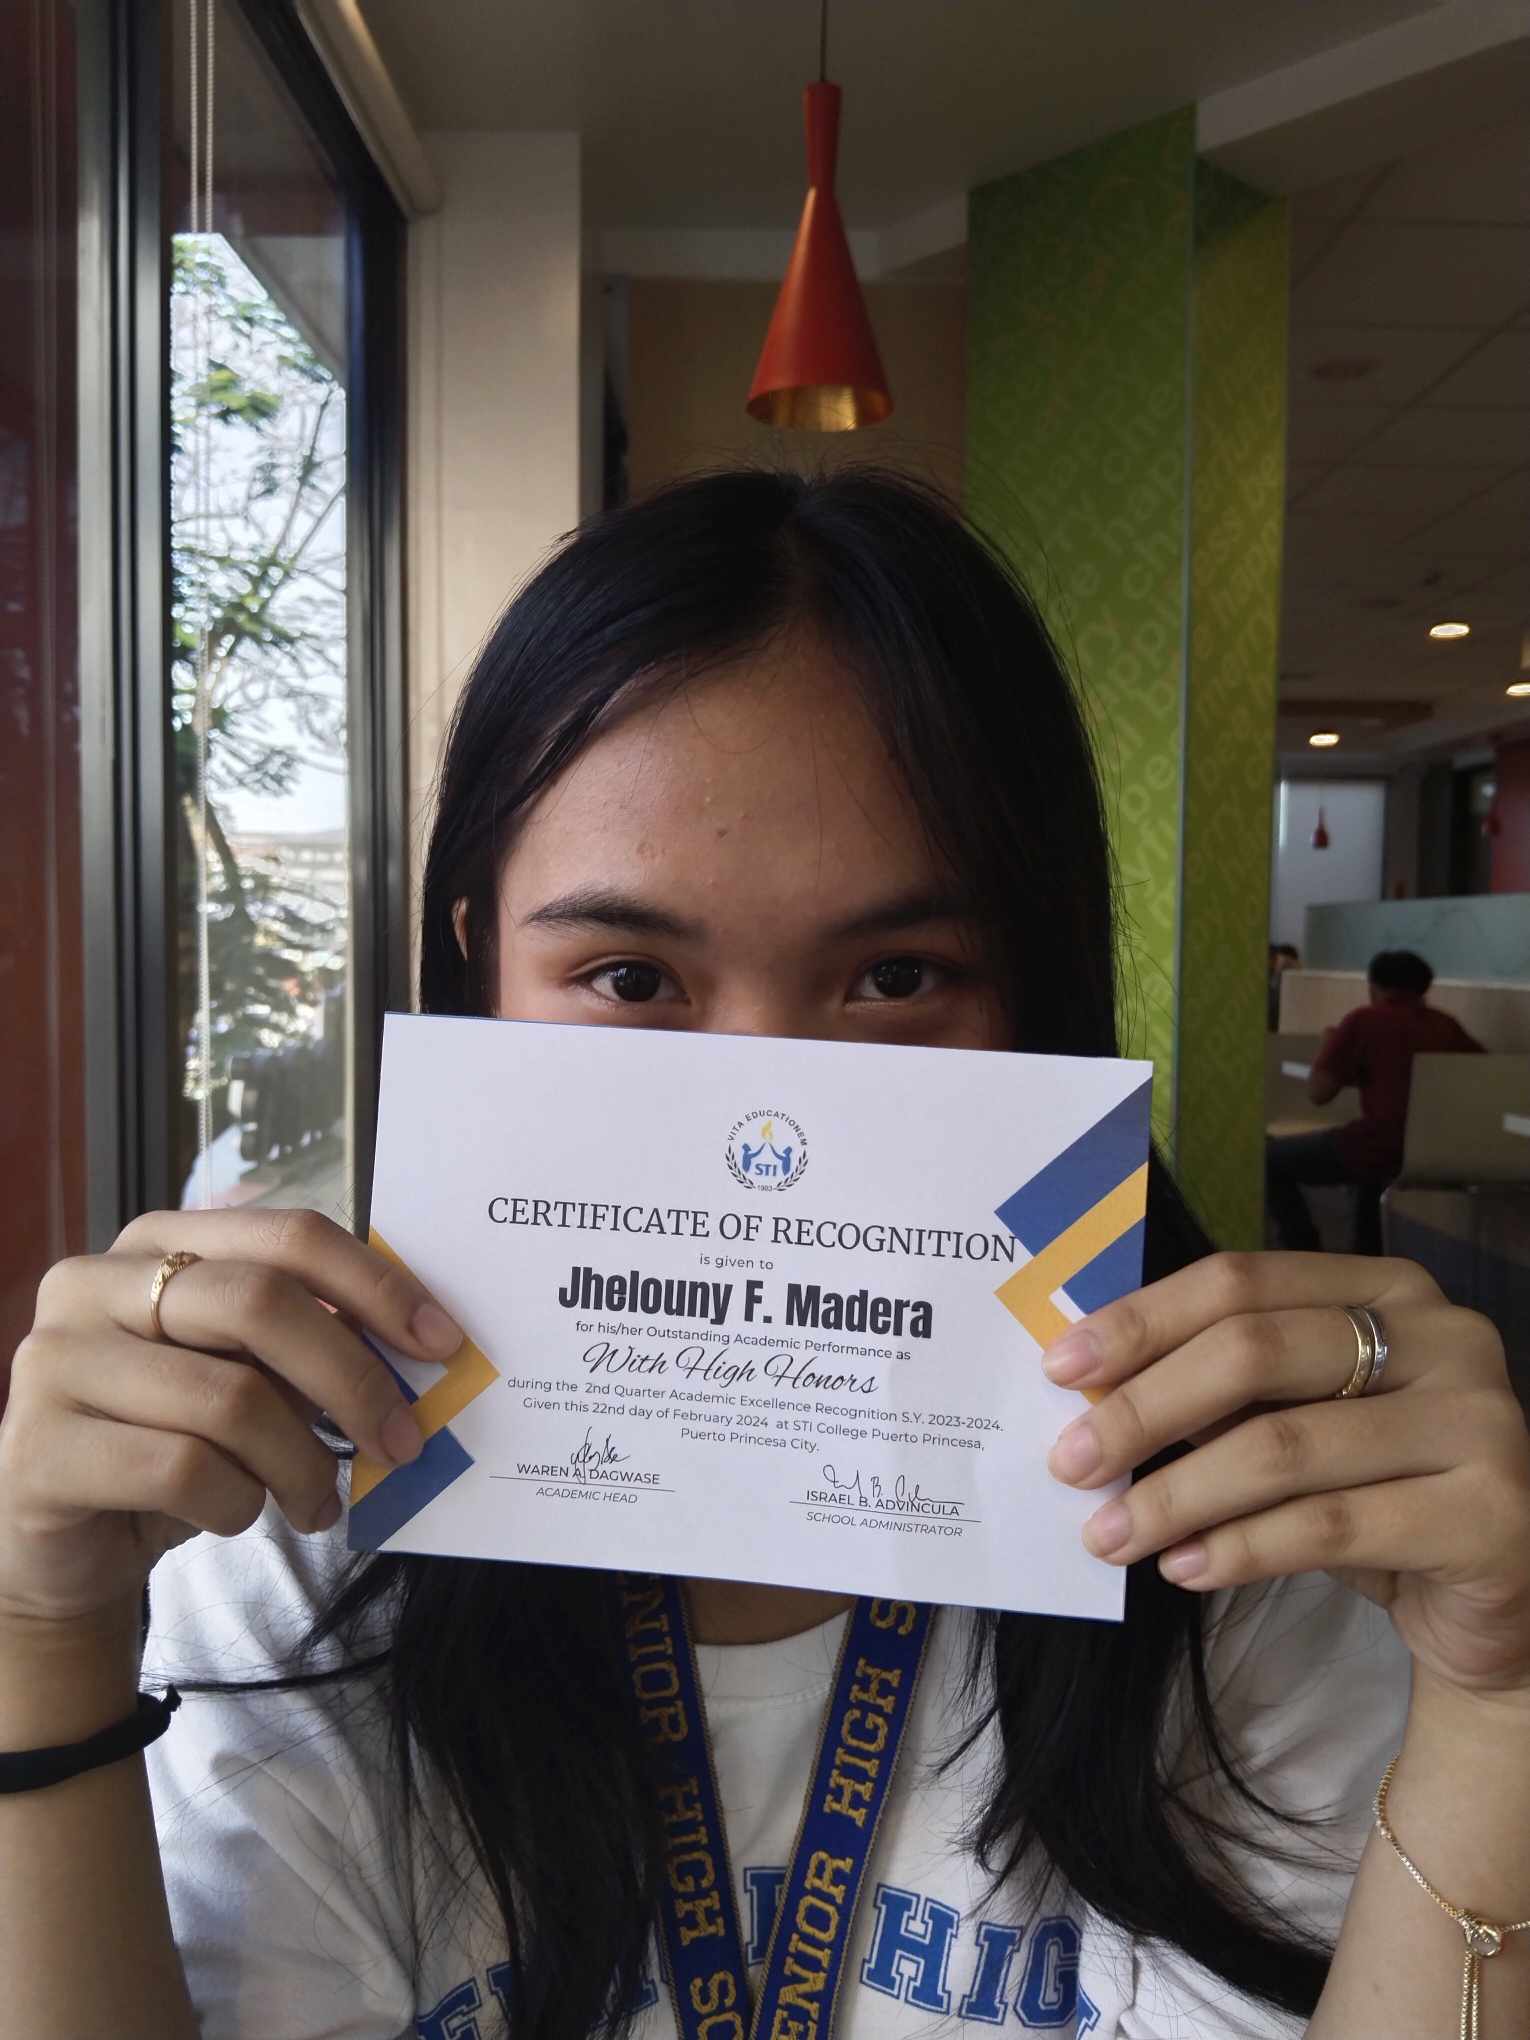 VITA EDUCATIONEM
STI
1983
CERTIFICATE OF RECOGNITION
is given to
Jhelouny F. Madera
for his/her Outstanding Academic Performance as
With High Honors
during the 2nd Quarter Academic Excellence Recognition S.Y. 2023-2024.
Given this 22nd day of February 2024 at STI College Puerto Princesa,
Puerto Princesa City.
WAREN A. DAGWASE
ACADEMIC HEAD
ISRAEL B. ADVINCULA
SCHOOL ADMINISTRATOR
NIOR HIGH SC
ENIOR HIGH S
HIG